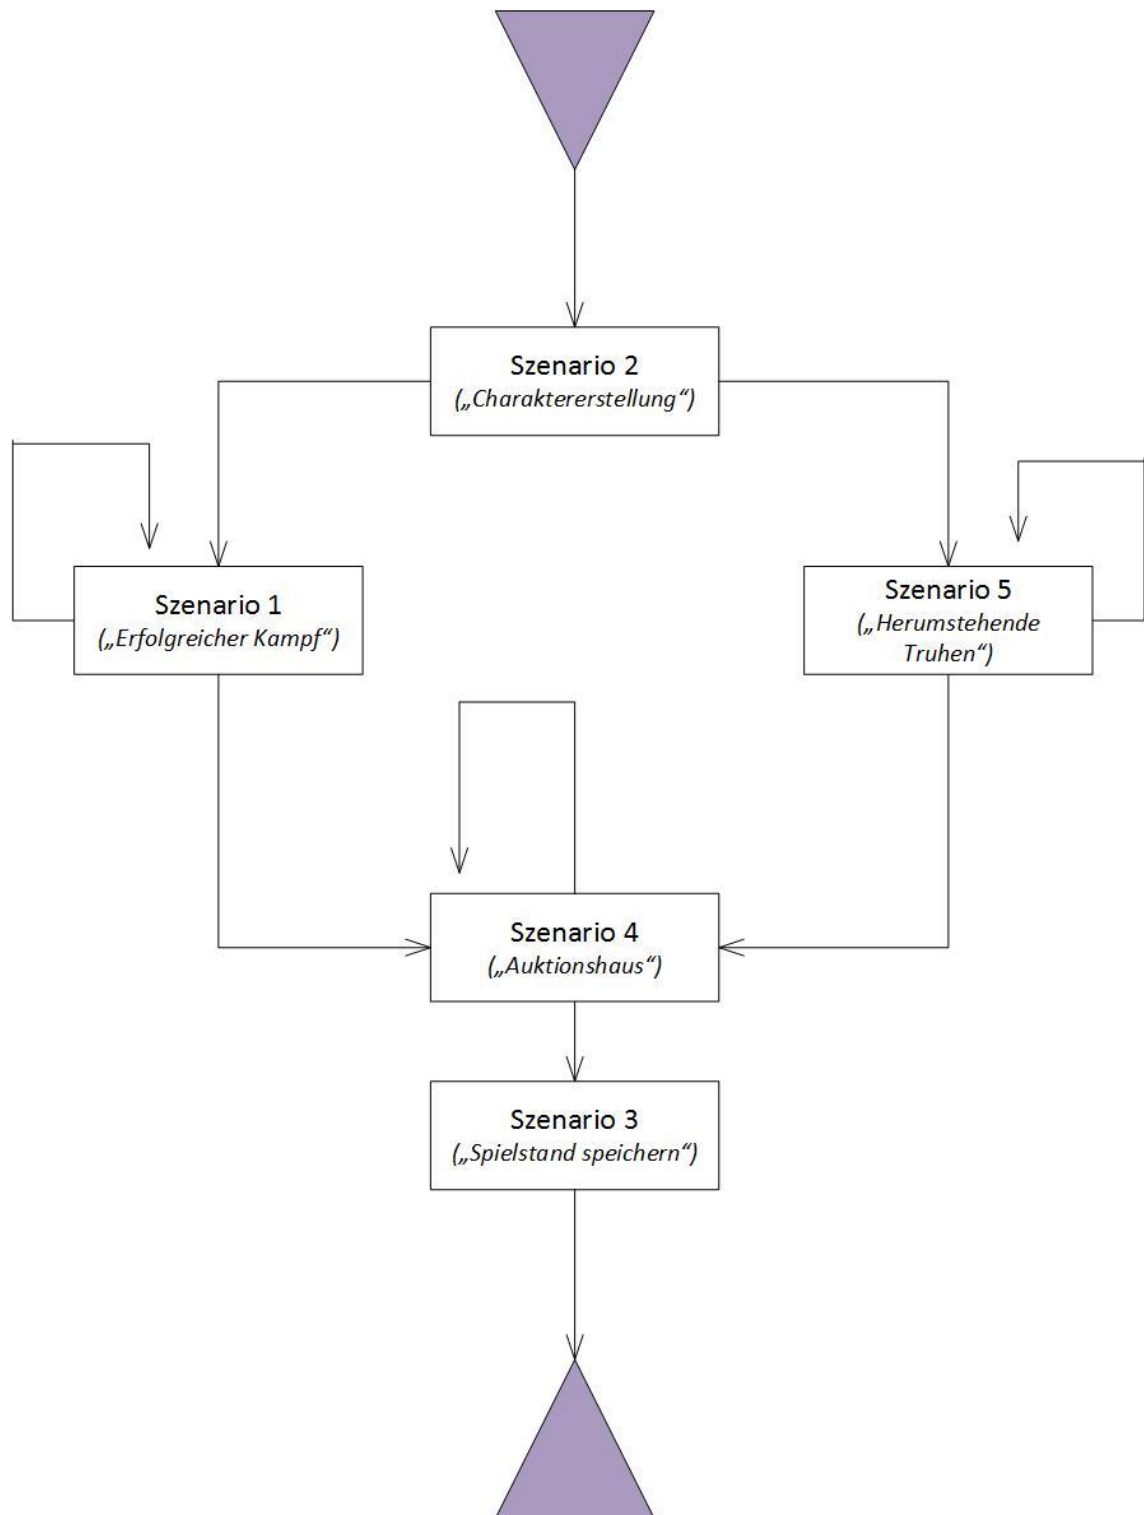 Szenario 2
(„Charaktererstellung“)
Szenario 1
(„Erfolgreicher Kampf“)
Szenario 5
(„Herumstehende
Truhen“)
Szenario 4
(„Auktionshaus“)
Szenario 3
(„Spielstand speichern“)